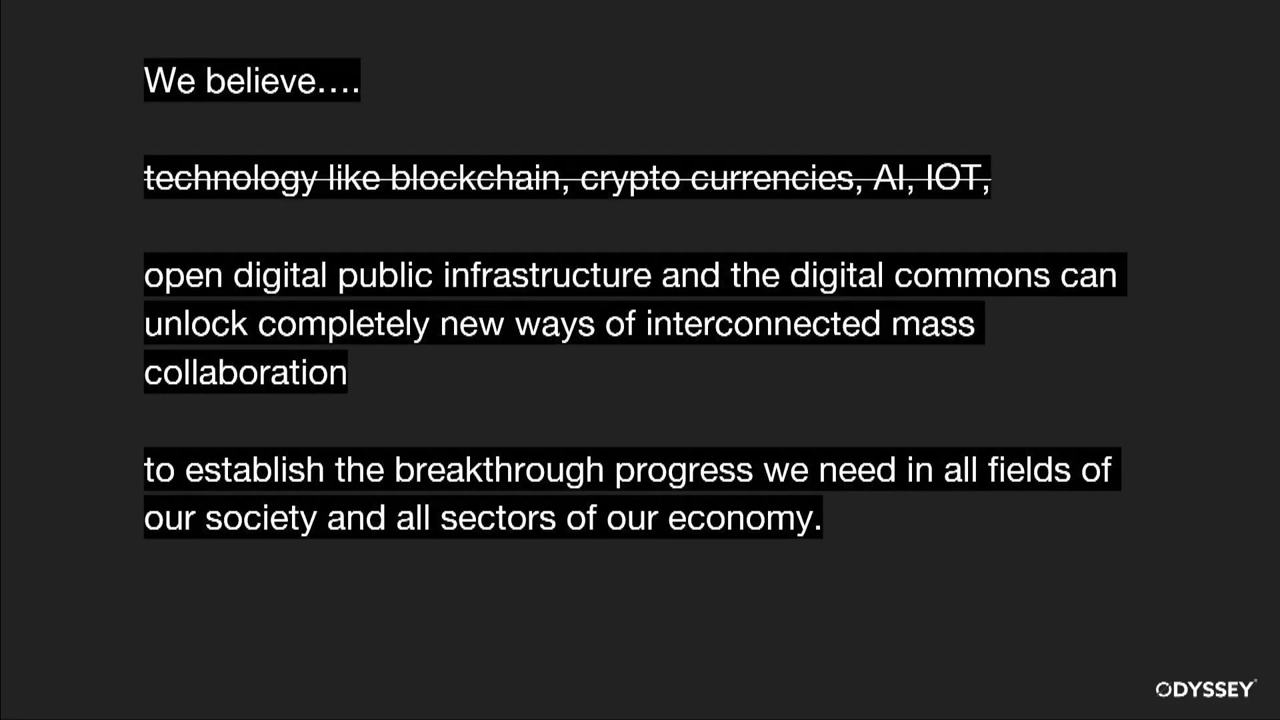 We believe....
technology like blockchain, crypto currencies, AI, IOT,
open digital public infrastructure and the digital commons can
unlock completely new ways of interconnected mass
collaboration
to establish the breakthrough progress we need in all fields of
our society and all sectors of our economy.
ODYSSEY